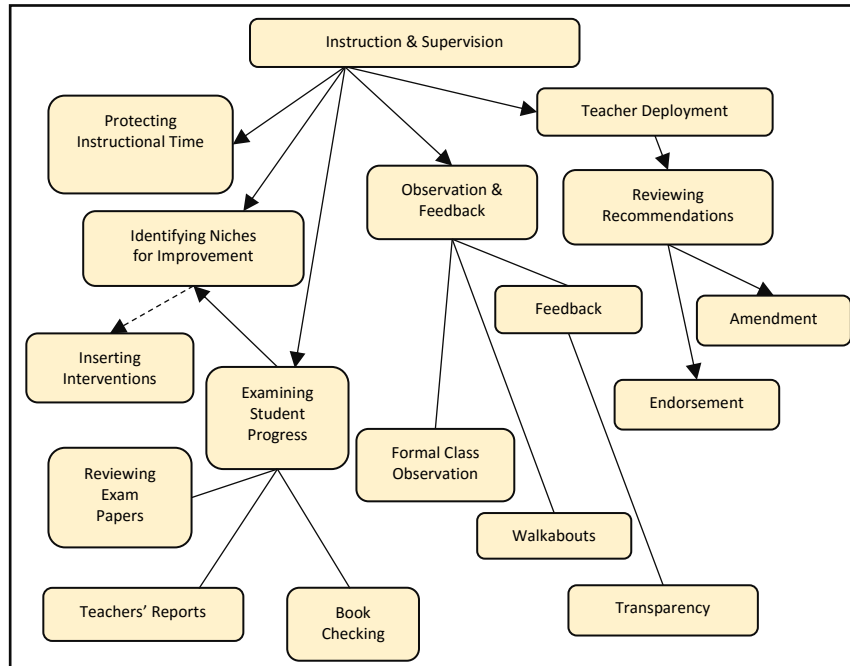 Instruction & Supervision
Protecting
Instructional Time
Teacher Deployment
Observation &
Feedback
Reviewing
Recommendations
Identifying Niches
for Improvement
Feedback
Amendment
Inserting
Interventions
Examining
Student
Progress
Endorsement
Formal Class
Observation
Reviewing
Exam
Papers
Walkabouts
Teachers’ Reports
Book
Checking
Transparency